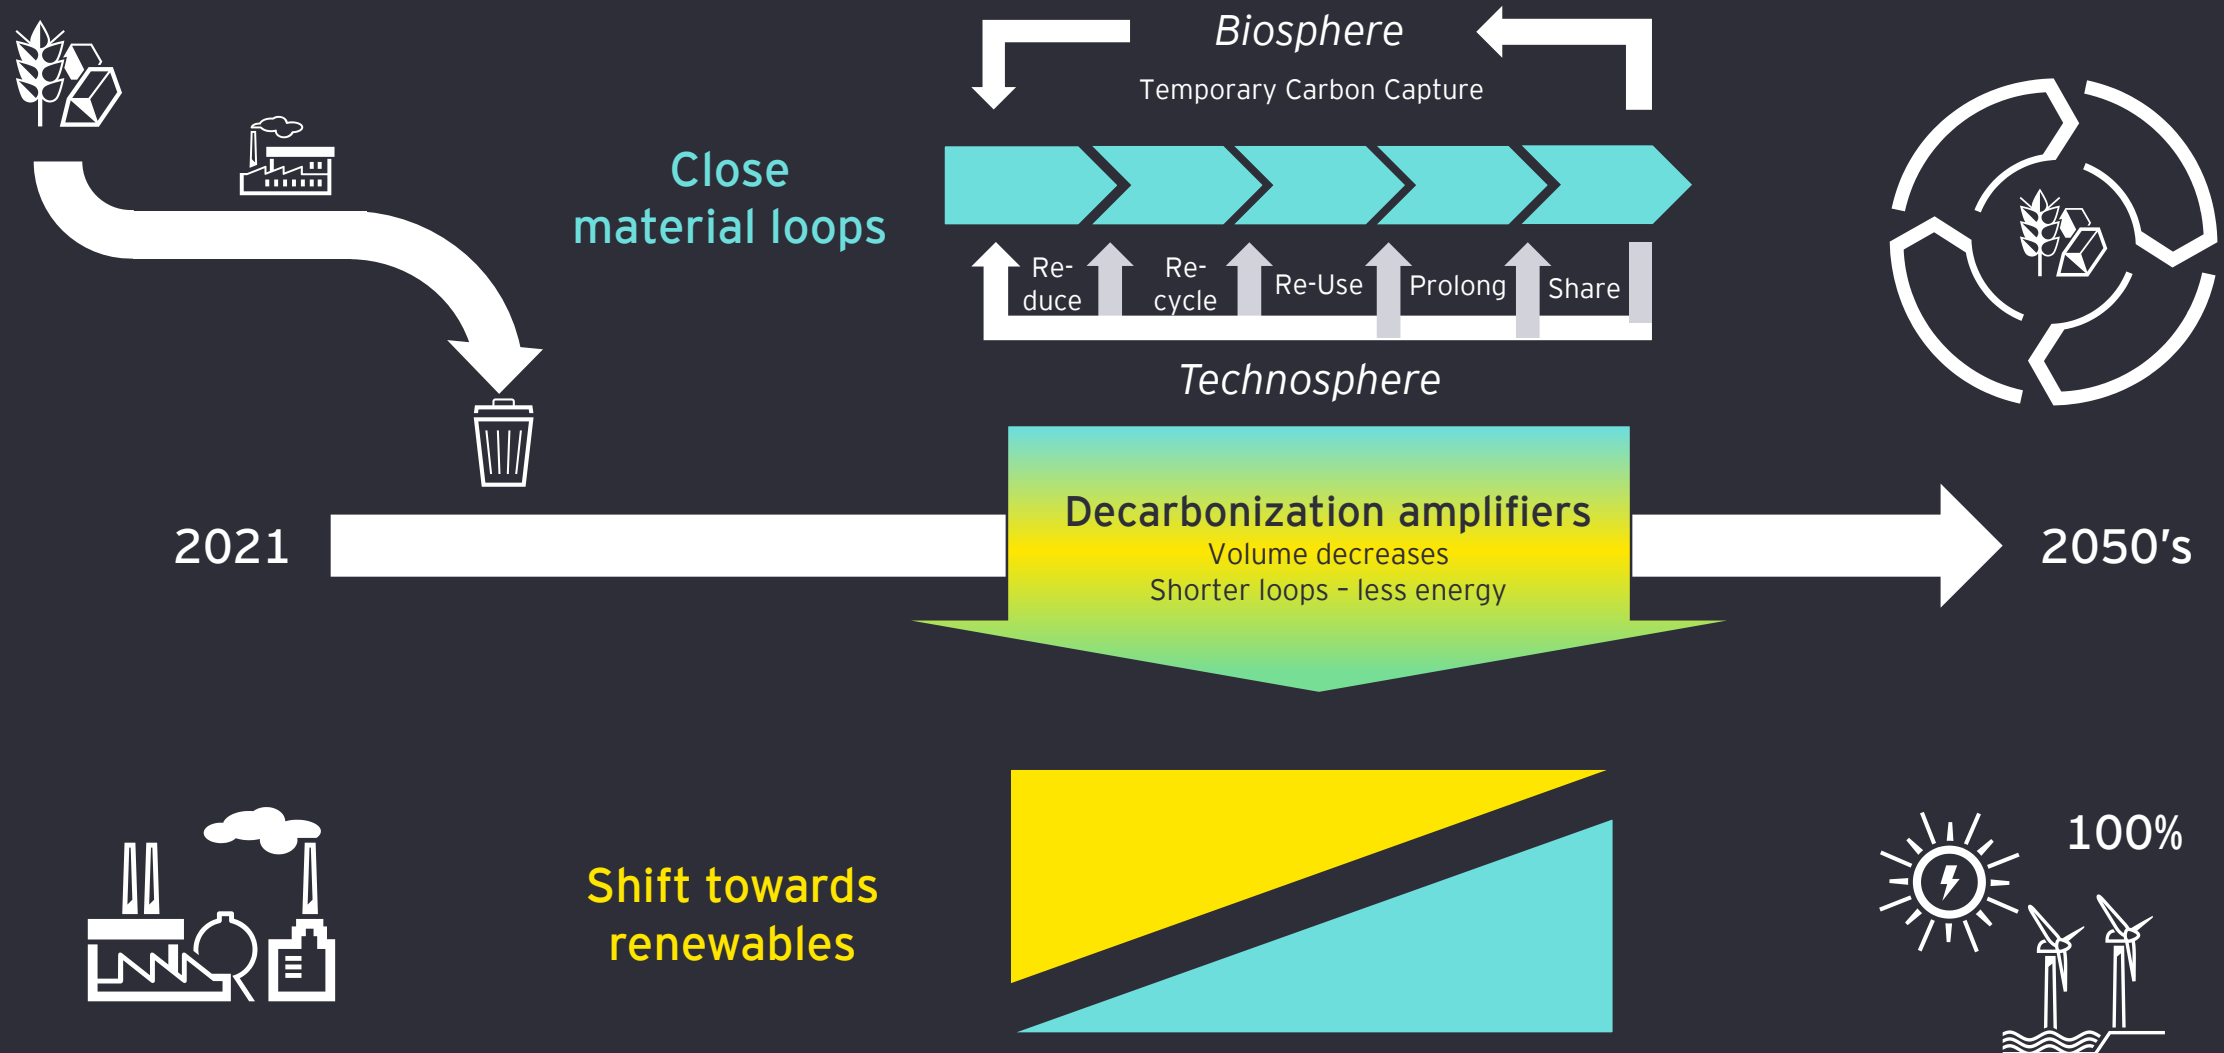 Biosphere
Temporary Carbon Capture
Close
material loops
Re-
duce
Re-
cycle
Re-Use
Prolong
Share
Technosphere
2021
Decarbonization amplifiers
Volume decreases
Shorter loops – less energy
2050's
Shift towards
renewables
100%